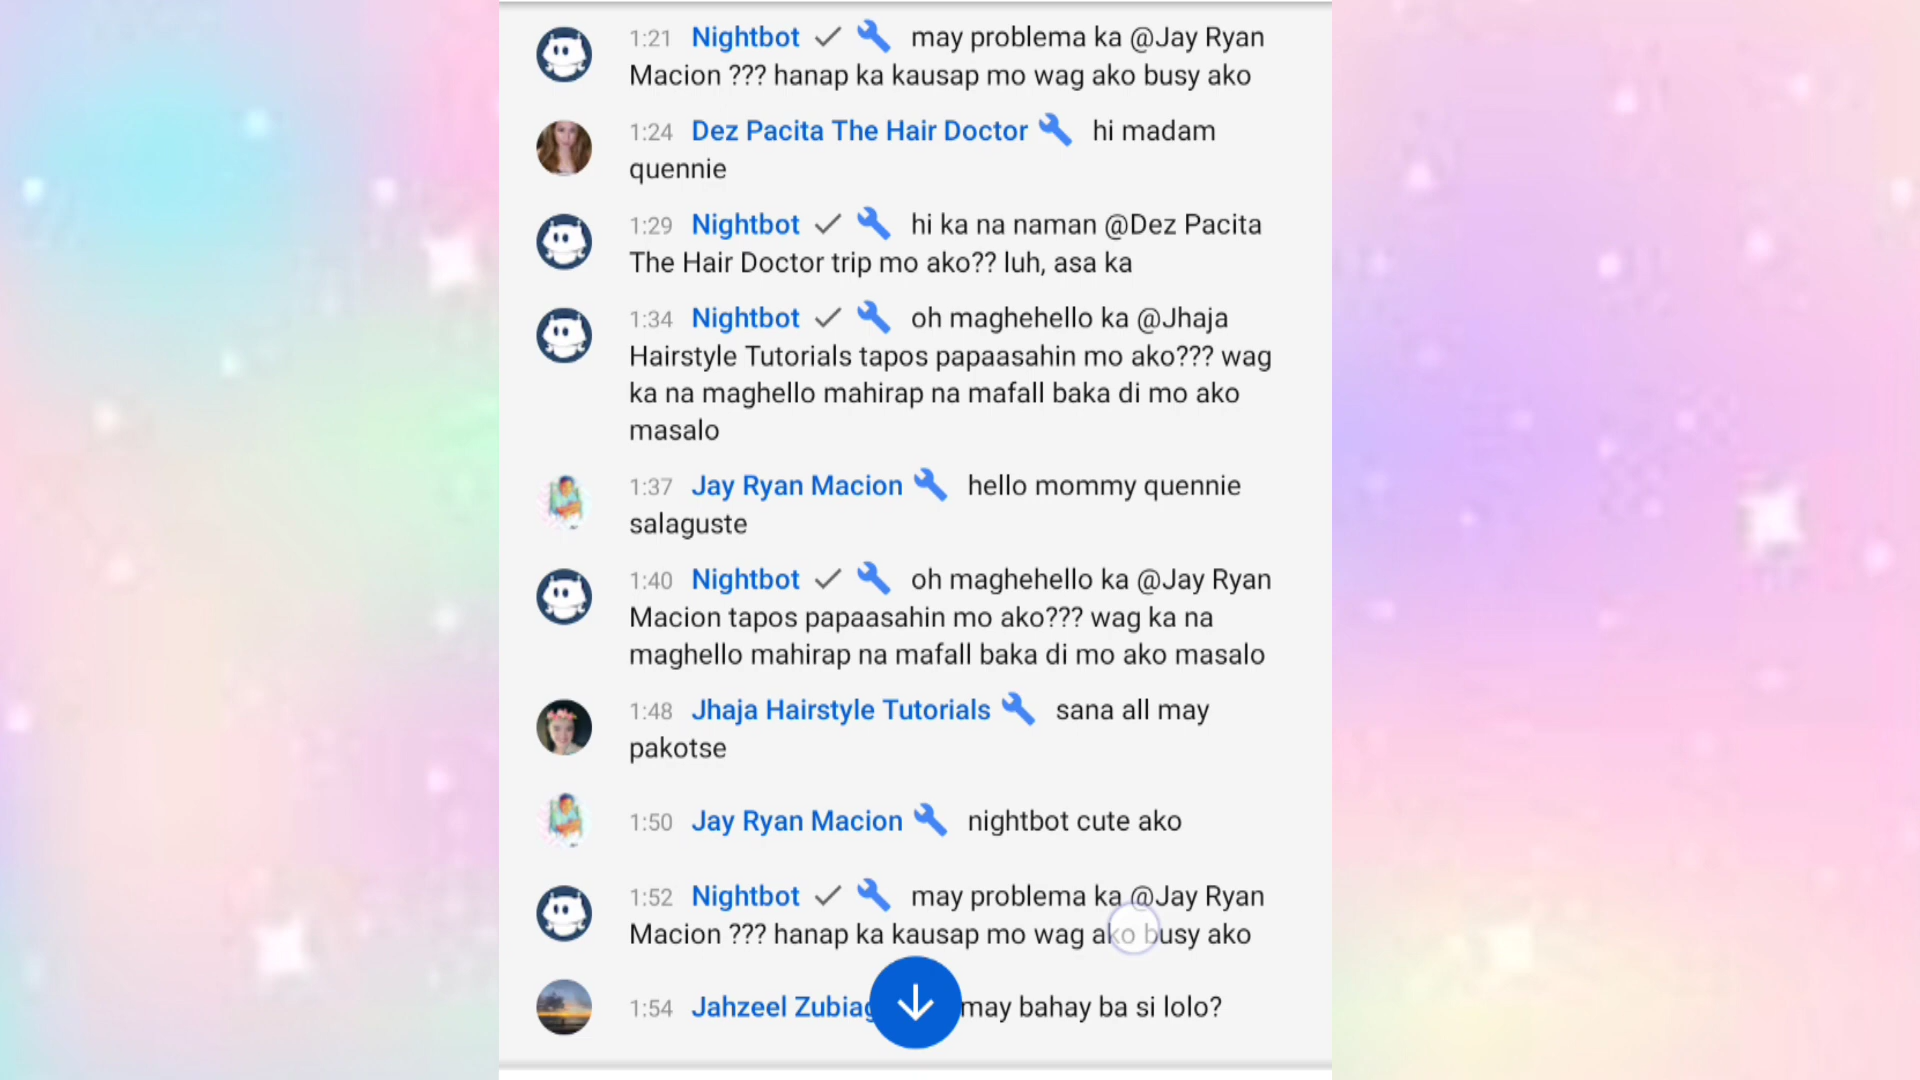 1:21 Nightbot may problema ka @Jay Ryan
Macion ??? hanap ka kausap mo wag ako busy ako
1:24 Dez Pacita The Hair Doctor hi madam
quennie
1:29 Nightbot hi ka na naman @Dez Pacita
The Hair Doctor trip mo ako?? luh, asa ka
1:34 Nightbot oh maghehello ka @Jhaja
Hairstyle Tutorials tapos papaasahin mo ako??? wag
ka na maghello mahirap na mafall baka di mo ako
masalo
1:37 Jay Ryan Macion hello mommy quennie
salaguste
1:40 Nightbot oh maghehello ka @Jay Ryan
Macion tapos papaasahin mo ako??? wag ka na
maghello mahirap na mafall baka di mo ako masalo
1:48 Jhaja Hairstyle Tutorials sana all may
pakotse
1:50 Jay Ryan Macion nightbot cute ako
1:52 Nightbot may problema ka @Jay Ryan
Macion ??? hanap ka kausap mo wag ako busy ako
1:54 Jahzeel may bahay ba si lolo?